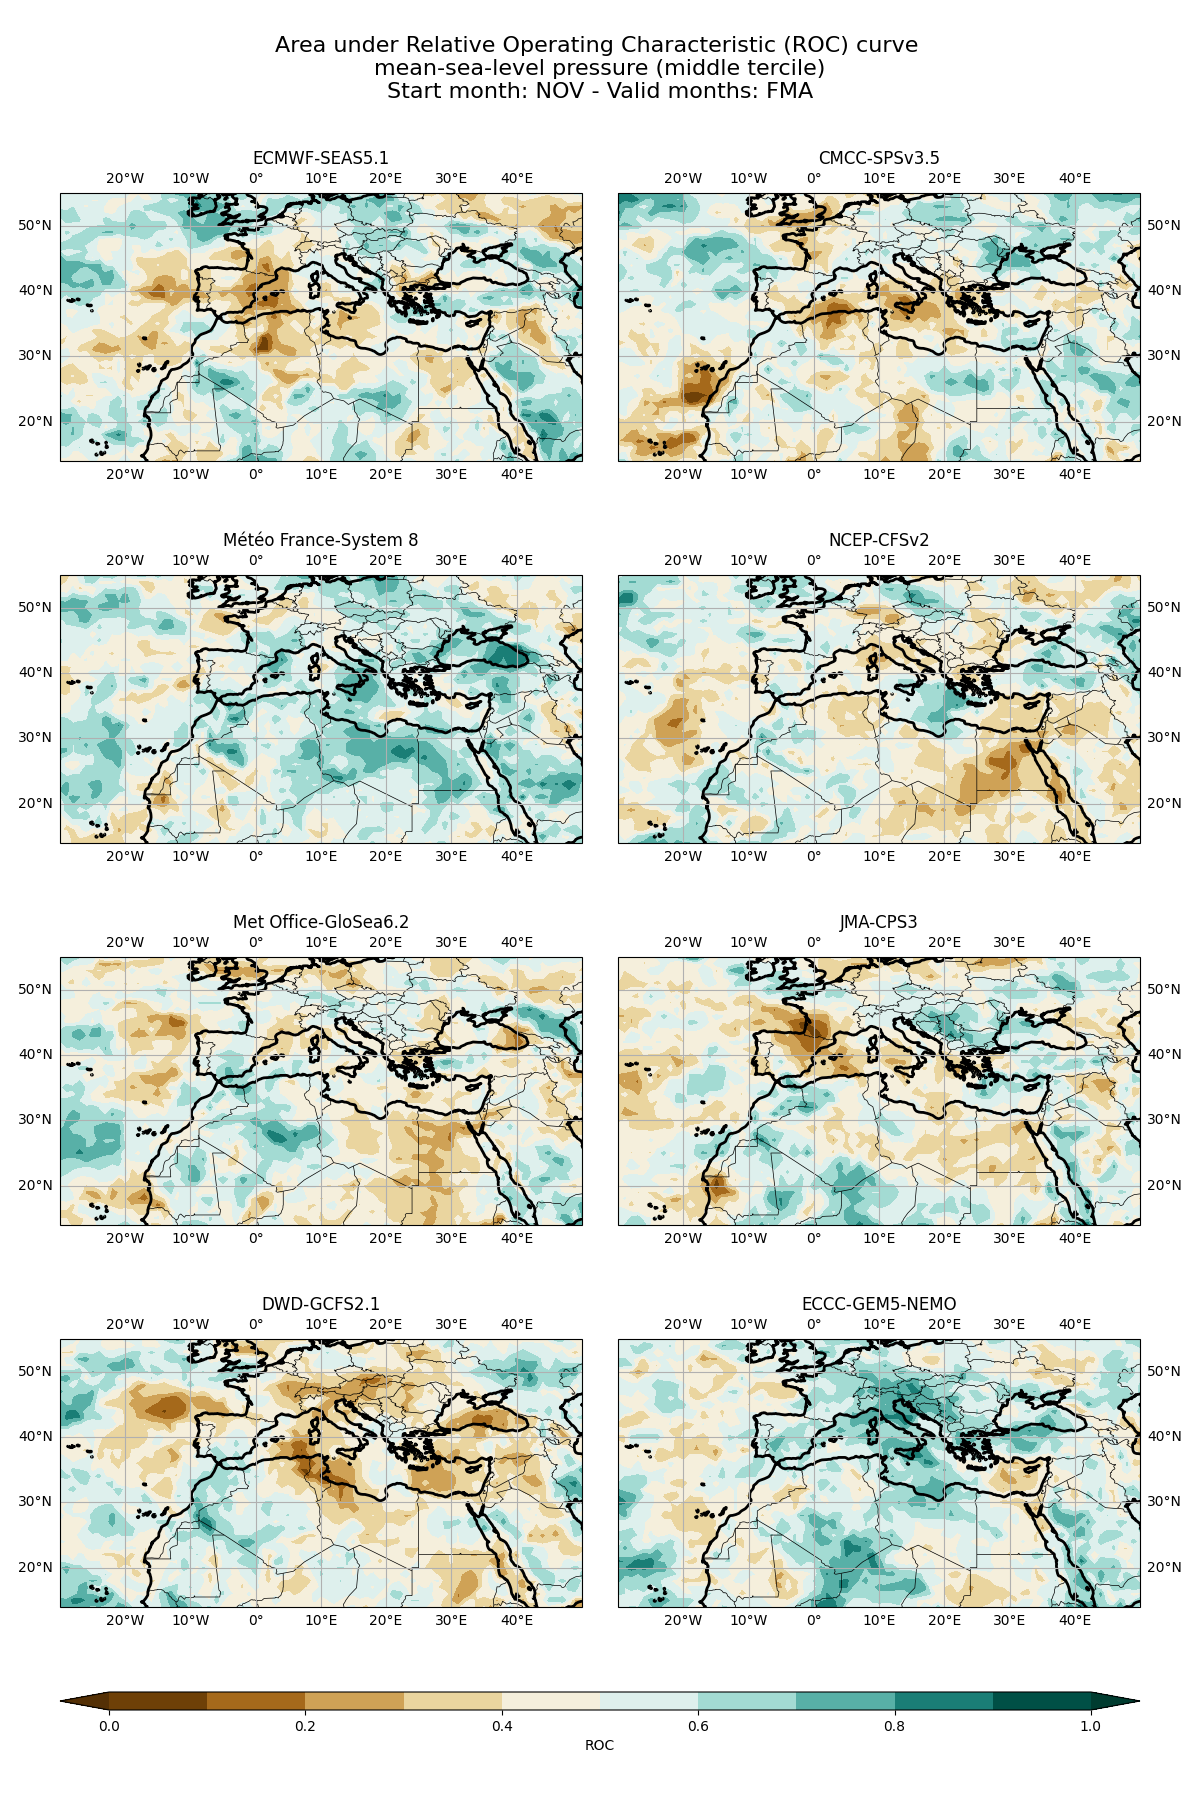 Area under Relative Operating Characteristic (ROC) curve
mean-sea-level pressure (middle tercile)
Start month: NOV - Valid months: FMA
ECMWF-SEAS5.1 CMCC-SPSv3.5
20°W 10°W 0° 10°E 20°E 30°E 40°E 20°W 10°W 0° 10°E 20°E 30°E 40°E
50°N 50°N
40°N 40°N
30°N 30°N
20°N 20°N
20°W 10°W 0° 10°E 20°E 30°E 40°E 20°W 10°W 0° 10°E 20°E 30°E 40°E
Météo France-System 8 NCEP-CFSv2
20°W 10°W 0° 10°E 20°E 30°E 40°E 20°W 10°W 0° 10°E 20°E 30°E 40°E
50°N 50°N
40°N 40°N
30°N 30°N
20°N 20°N
20°W 10°W 0° 10°E 20°E 30°E 40°E 20°W 10°W 0° 10°E 20°E 30°E 40°E
Met Office-GloSea6.2 JMA-CPS3
20°W 10°W 0° 10°E 20°E 30°E 40°E 20°W 10°W 0° 10°E 20°E 30°E 40°E
50°N 50°N
40°N 40°N
30°N 30°N
20°N 20°N
20°W 10°W 0° 10°E 20°E 30°E 40°E 20°W 10°W 0° 10°E 20°E 30°E 40°E
DWD-GCFS2.1 ECCC-GEM5-NEMO
20°W 10°W 0° 10°E 20°E 30°E 40°E 20°W 10°W 0° 10°E 20°E 30°E 40°E
50°N 50°N
40°N 40°N
30°N 30°N
20°N 20°N
20°W 10°W 0° 10°E 20°E 30°E 40°E 20°W 10°W 0° 10°E 20°E 30°E 40°E
0.0 0.2 0.4 0.6 0.8 1.0
ROC